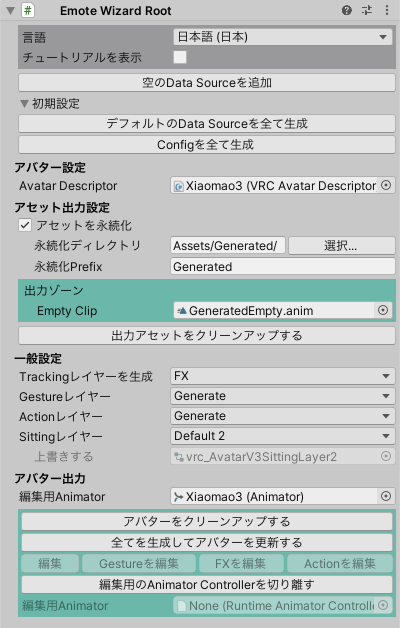 # Emote Wizard Root
言語 日本語 (日本)
チュートリアルを表示
空のData Sourceを追加
初期設定
デフォルトのData Sourceを全て生成
Configを全て生成
アバター設定
Avatar Descriptor Xiaomao3 (VRC Avatar Descriptor
アセット出力設定
アセットを永続化
永続化ディレクトリ Assets/Generated/ 選択...
永続化Prefix Generated
出力ゾーン
Empty Clip GeneratedEmpty.anim
出力アセットをクリーンアップする
一般設定
Trackingレイヤーを生成 FX
Gestureレイヤー Generate
Actionレイヤー Generate
Sittingレイヤー Default 2
上書きする vrc_AvatarV3SittingLayer2
アバター出力
編集用Animator Xiaomao3 (Animator)
アバターをクリーンアップする
全てを生成してアバターを更新する
編集 Gestureを編集 FXを編集 Actionを編集
編集用のAnimator Controllerを切り離す
編集用Animator None (Runtime Animator Controlle